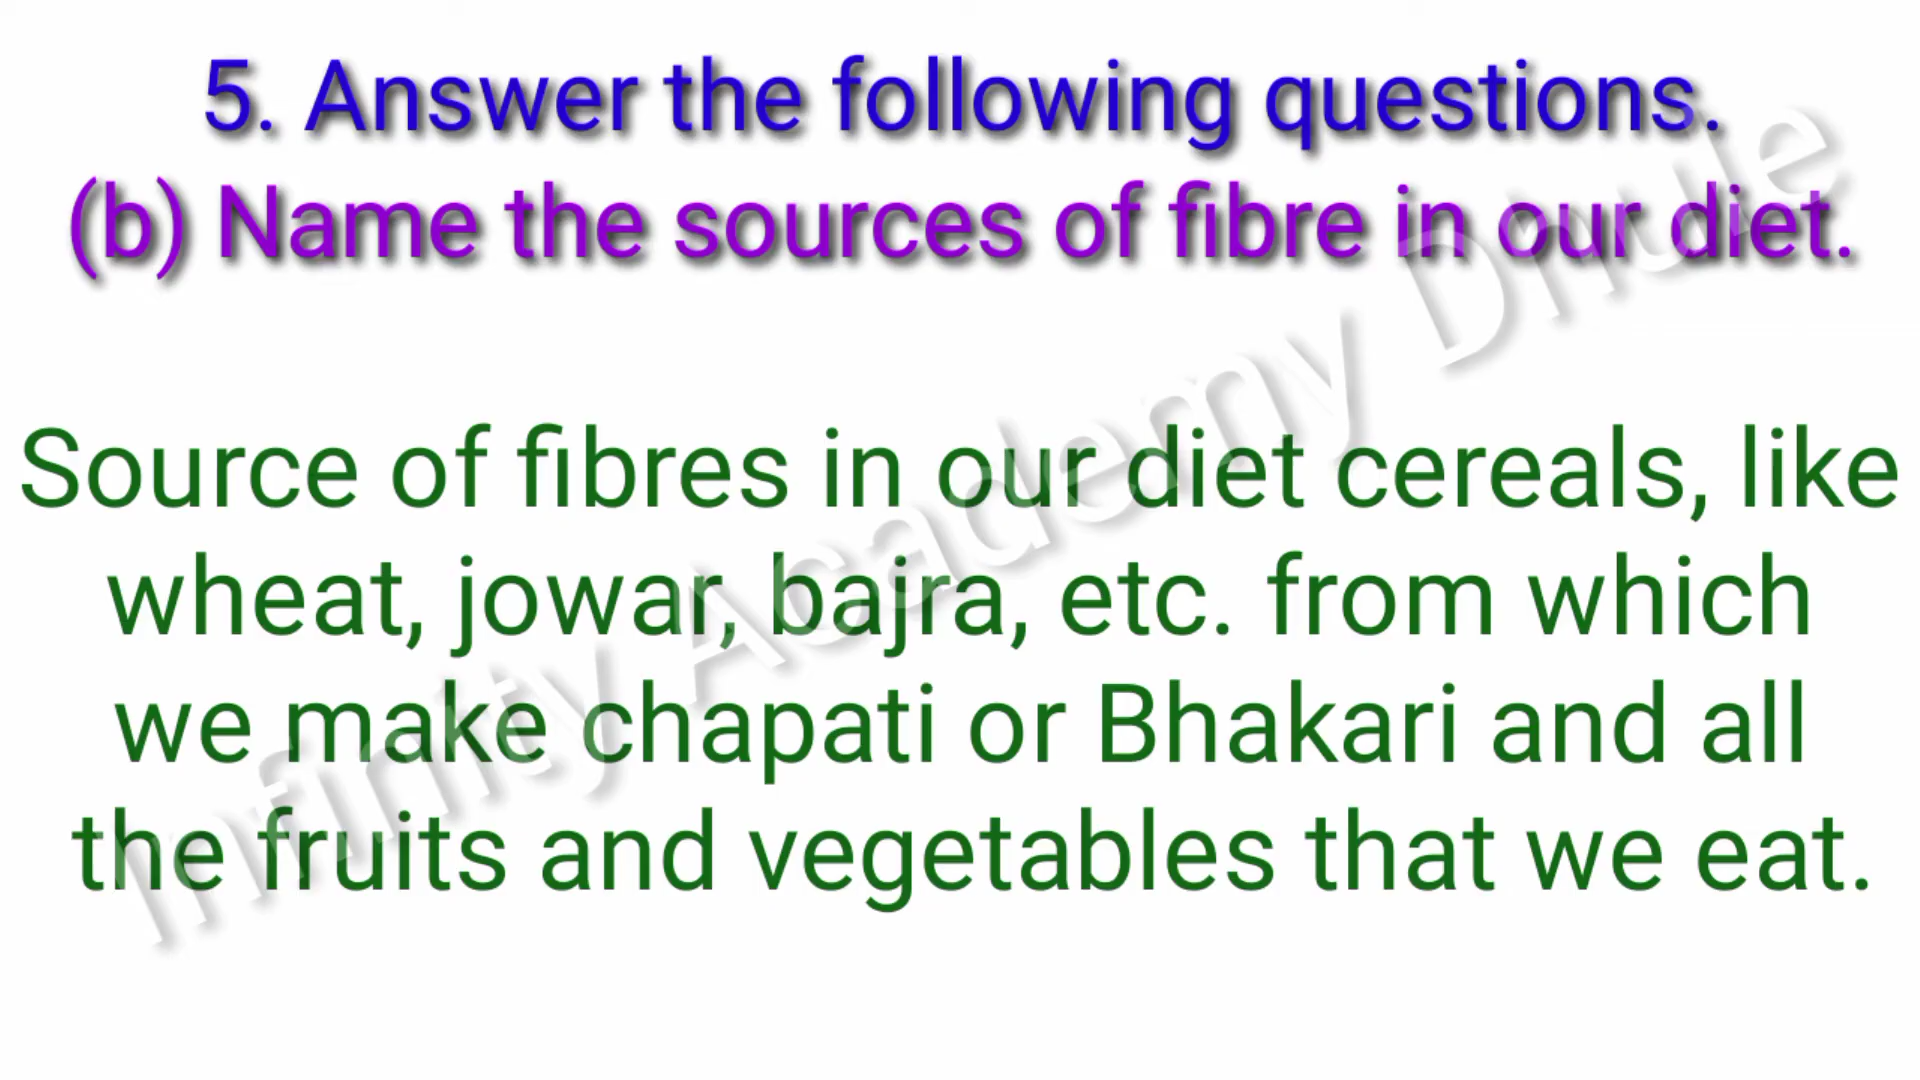 5. Answer the following questions.
(b) Name the sources of fibre in our diet.
Source of fibres in our diet cereals, like
wheat, jowar, bajra, etc. from which
we make chapati or Bhakari and all
the fruits and vegetables that we eat.
Infinity Academy Dhule